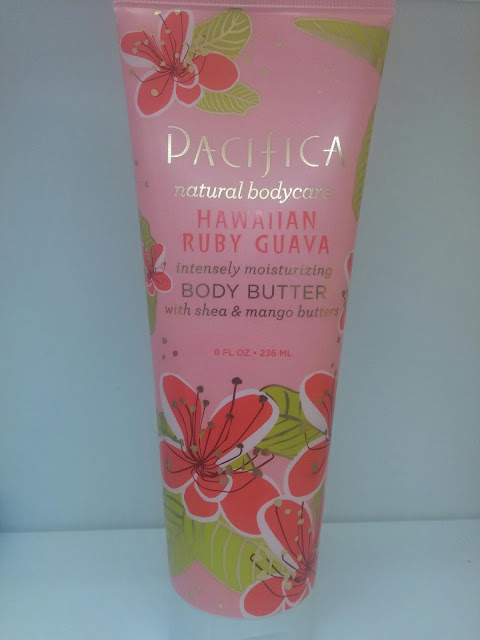 PACIFICA
natural bodycare
HAWAIIAN
RUBY GUAVA
intensely moisturizing
BODY BUTTER
with shea & mango butters
8 FL OZ • 236 ML